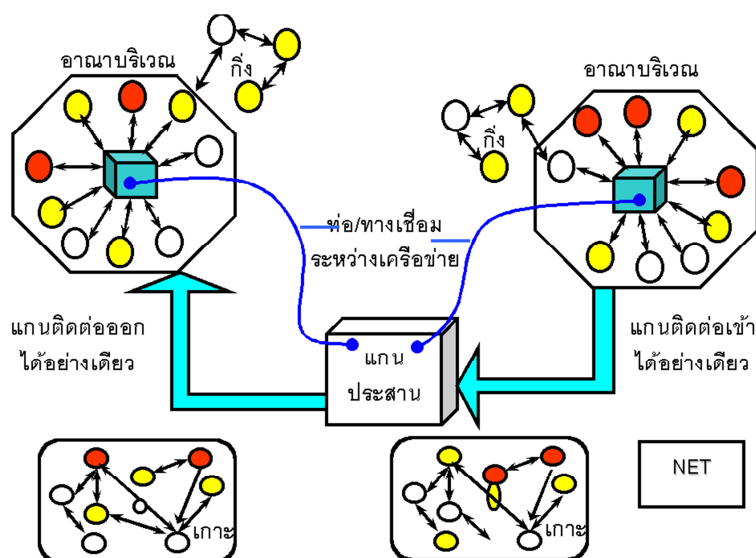 อาณาบริเวณ
กิ่ง
อาณาบริเวณ
กิ่ง
ท่อ/ทางเชื่อม
ระหว่างเครือข่าย
แกนติดต่อออก
ได้อย่างเดียว
แกน
ประสาน
แกนติดต่อเข้า
ได้อย่างเดียว
เกาะ
เกาะ
NET